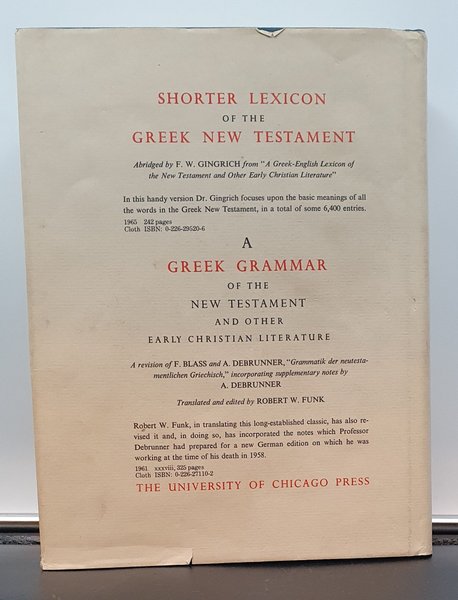 SHORTER LEXICON
OF THE
GREEK NEW TESTAMENT
Abridged by F. W. GINGRICH from "A Greek-English Lexicon of
the New Testament and Other Early Christian Literature"
In this handy version Dr. Gingrich focuses upon the basic meanings of all
the words in the Greek New Testament, in a total of some 6,400 entries.
1965 242 pages
Cloth ISBN: 0-226-29520-6
A
GREEK GRAMMAR
OF THE
NEW TESTAMENT
AND OTHER
EARLY CHRISTIAN LITERATURE
A revision of F. BLASS and A. DEBRUNNER, "Grammatik der neutesta-
mentlichen Griechisch," incorporating supplementary notes by
A. DEBRUNNER
Translated and edited by ROBERT W. FUNK
Robert W. Funk, in translating this long-established classic, has also re-
vised it and, in doing so, has incorporated the notes which Professor
Debrunner had prepared for a new German edition on which he was
working at the time of his death in 1958.
1961 xxxviii, 325 pages
Cloth ISBN: 0-226-27110-2
THE UNIVERSITY OF CHICAGO PRESS